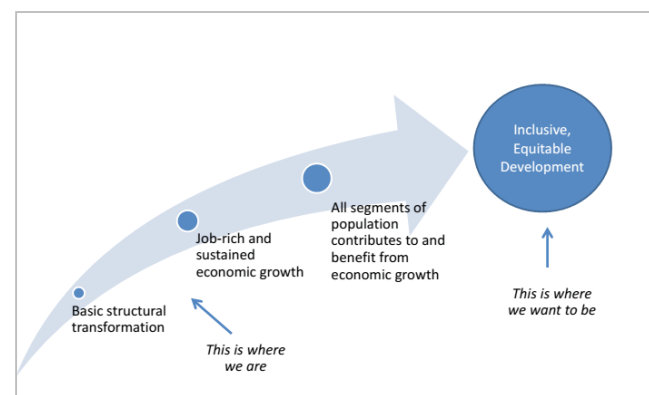 Inclusive,
Equitable
Development
All segments of
population
contributes to and
benefit from
economic growth
Job-rich and
sustained
economic growth
Basic structural
transformation
This is where
we are
This is where
we want to be